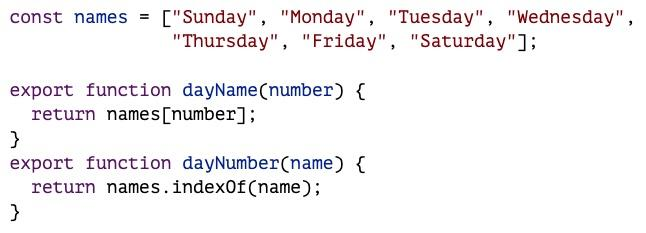 const names = ["Sunday", "Monday", "Tuesday", "Wednesday",
               "Thursday", "Friday", "Saturday"];

export function dayName(number) {
  return names[number];
}
export function dayNumber(name) {
  return names.indexOf(name);
}